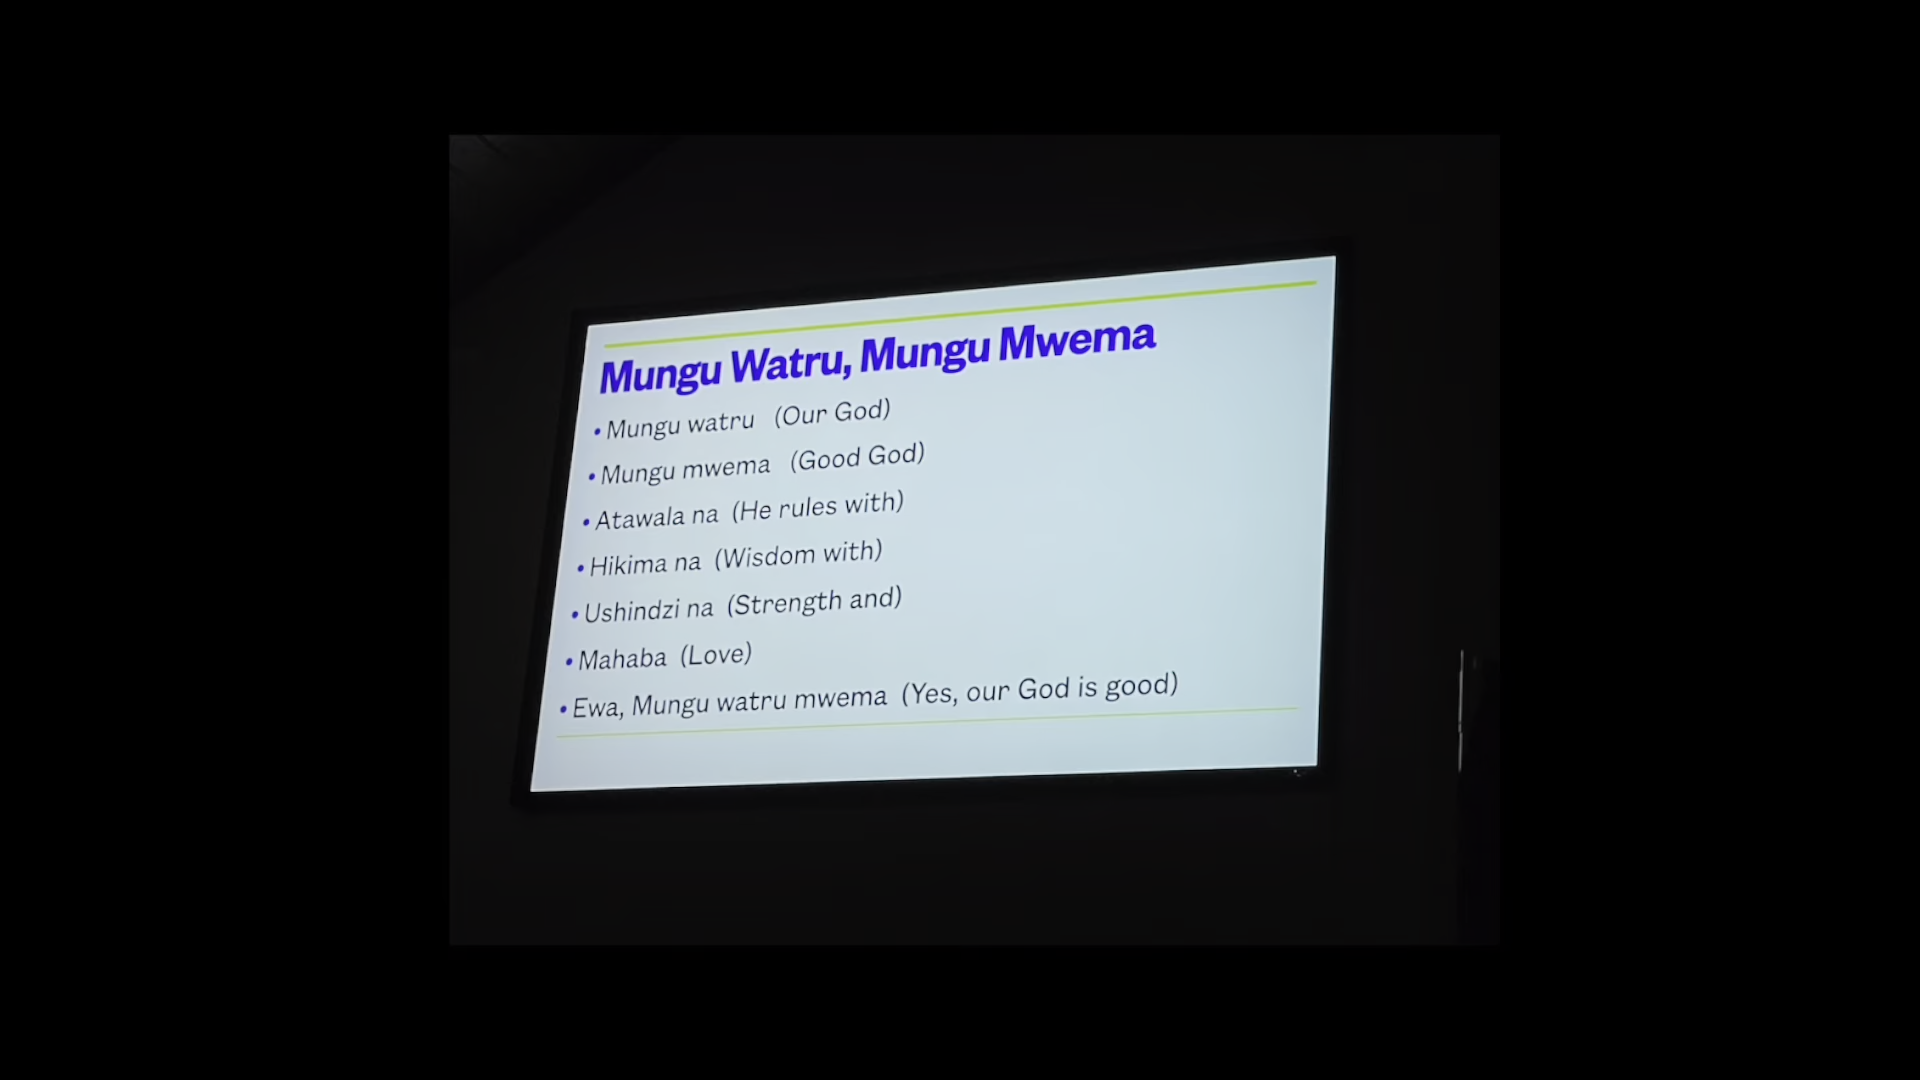 Mungu Watru, Mungu Mwema
• Mungu watru (Our God)
• Mungu mwema (Good God)
• Atawala na (He rules with)
• Hikima na (Wisdom with)
• Ushindzi na (Strength and)
• Mahaba (Love)
• Ewa, Mungu watru mwema (Yes, our God is good)